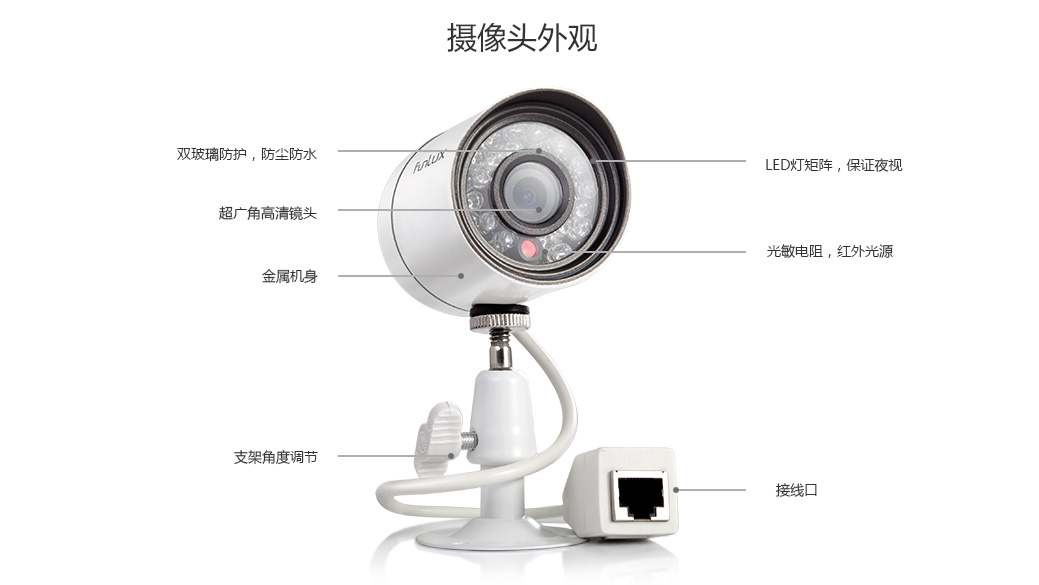 摄像头外观
双玻璃防护，防尘防水
FunLux
LED灯矩阵，保证夜视
超广角高清镜头
光敏电阻，红外光源
金属机身
支架角度调节
接线口